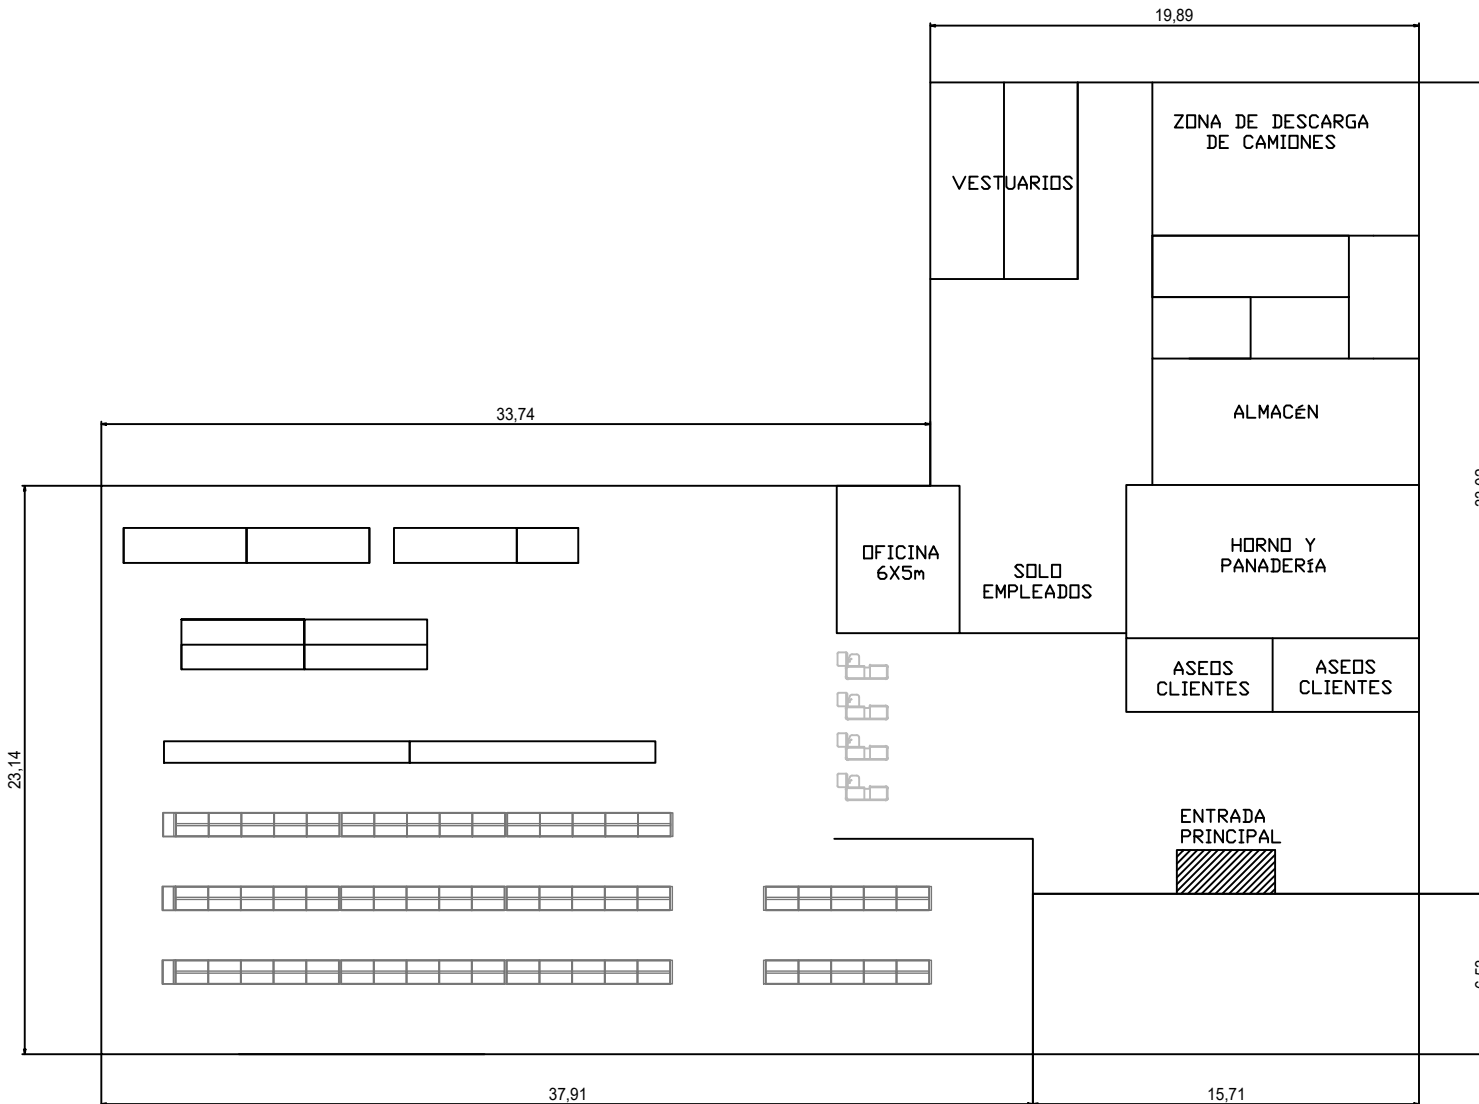 19,89
ZONA DE DESCARGA
DE CAMIONES
VESTUARIOS
33,74
ALMACÉN
OFICINA
6X5m
SOLO
EMPLEADOS
HORNO Y
PANADERÍA
ASEOS
CLIENTES
ASEOS
CLIENTES
23,14
ENTRADA
PRINCIPAL
37,91
15,71